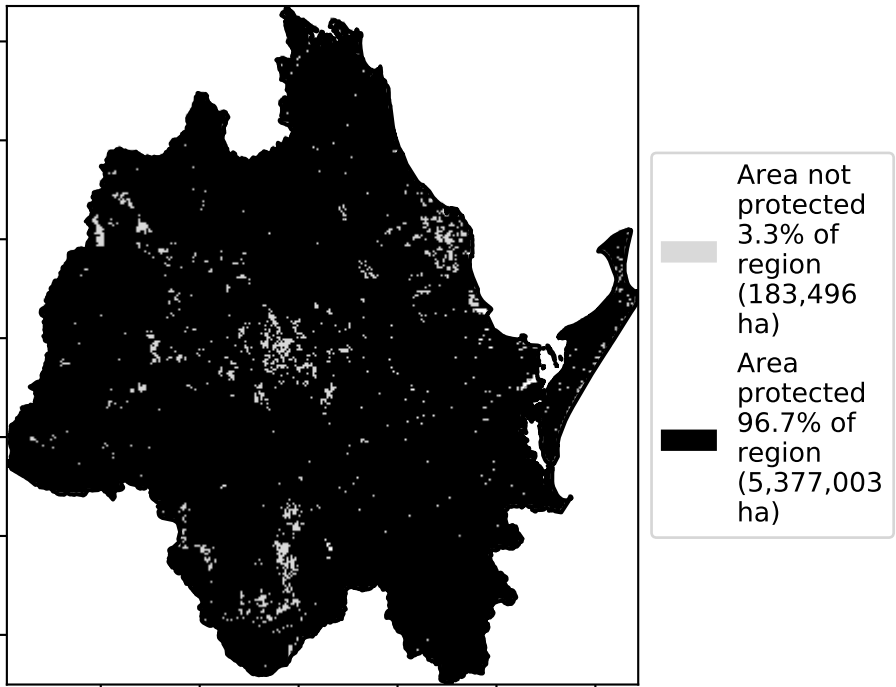 Area not
protected
3.3% of
region
(183,496
ha)
Area
protected
96.7% of
region
(5,377,003
ha)